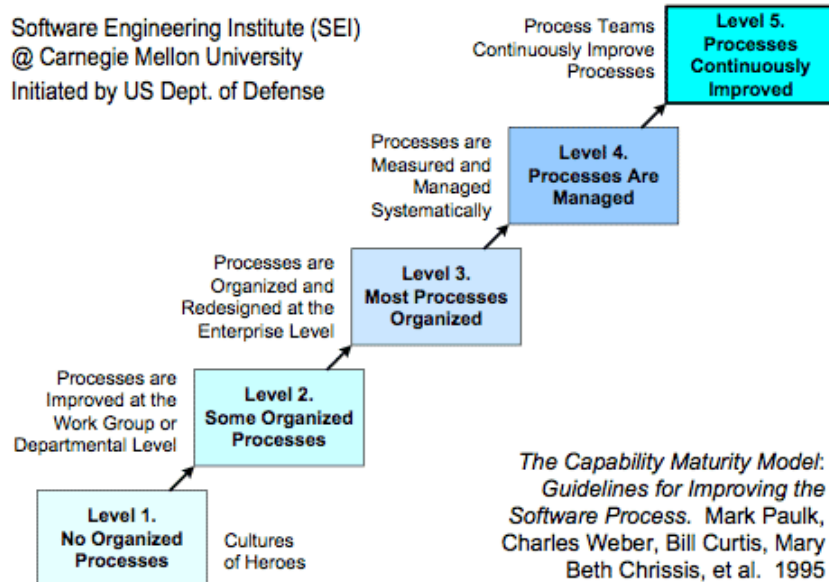 Software Engineering Institute (SEI)
@ Carnegie Mellon University
Initiated by US Dept. of Defense
Process Teams
Continuously Improve
Processes
Level 5.
Processes
Continuously
Improved
Processes are
Measured and
Managed
Systematically
Level 4.
Processes Are
Managed
Processes are
Organized and
Redesigned at the
Enterprise Level
Level 3.
Most Processes
Organized
Processes are
Improved at the
Work Group or
Departmental Level
Level 2.
Some Organized
Processes
Level 1.
No Organized
Processes
Cultures
of Heroes
The Capability Maturity Model:
Guidelines for Improving the
Software Process. Mark Paulk,
Charles Weber, Bill Curtis, Mary
Beth Chrissis, et al. 1995